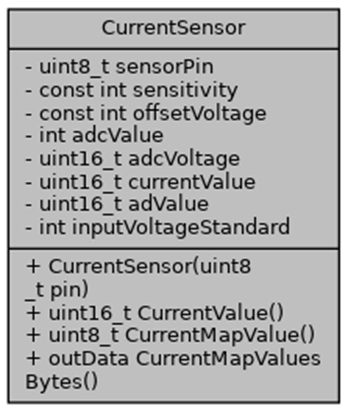 CurrentSensor
- uint8_t sensorPin
- const int sensitivity
- const int offsetVoltage
- int adcValue
- uint16_t adcVoltage
- uint16_t currentValue
- uint16_t adValue
- int inputVoltageStandard
+ CurrentSensor(uint8
_t pin)
+ uint16_t CurrentValue()
+ uint8_t CurrentMapValue()
+ outData CurrentMapValues
Bytes()